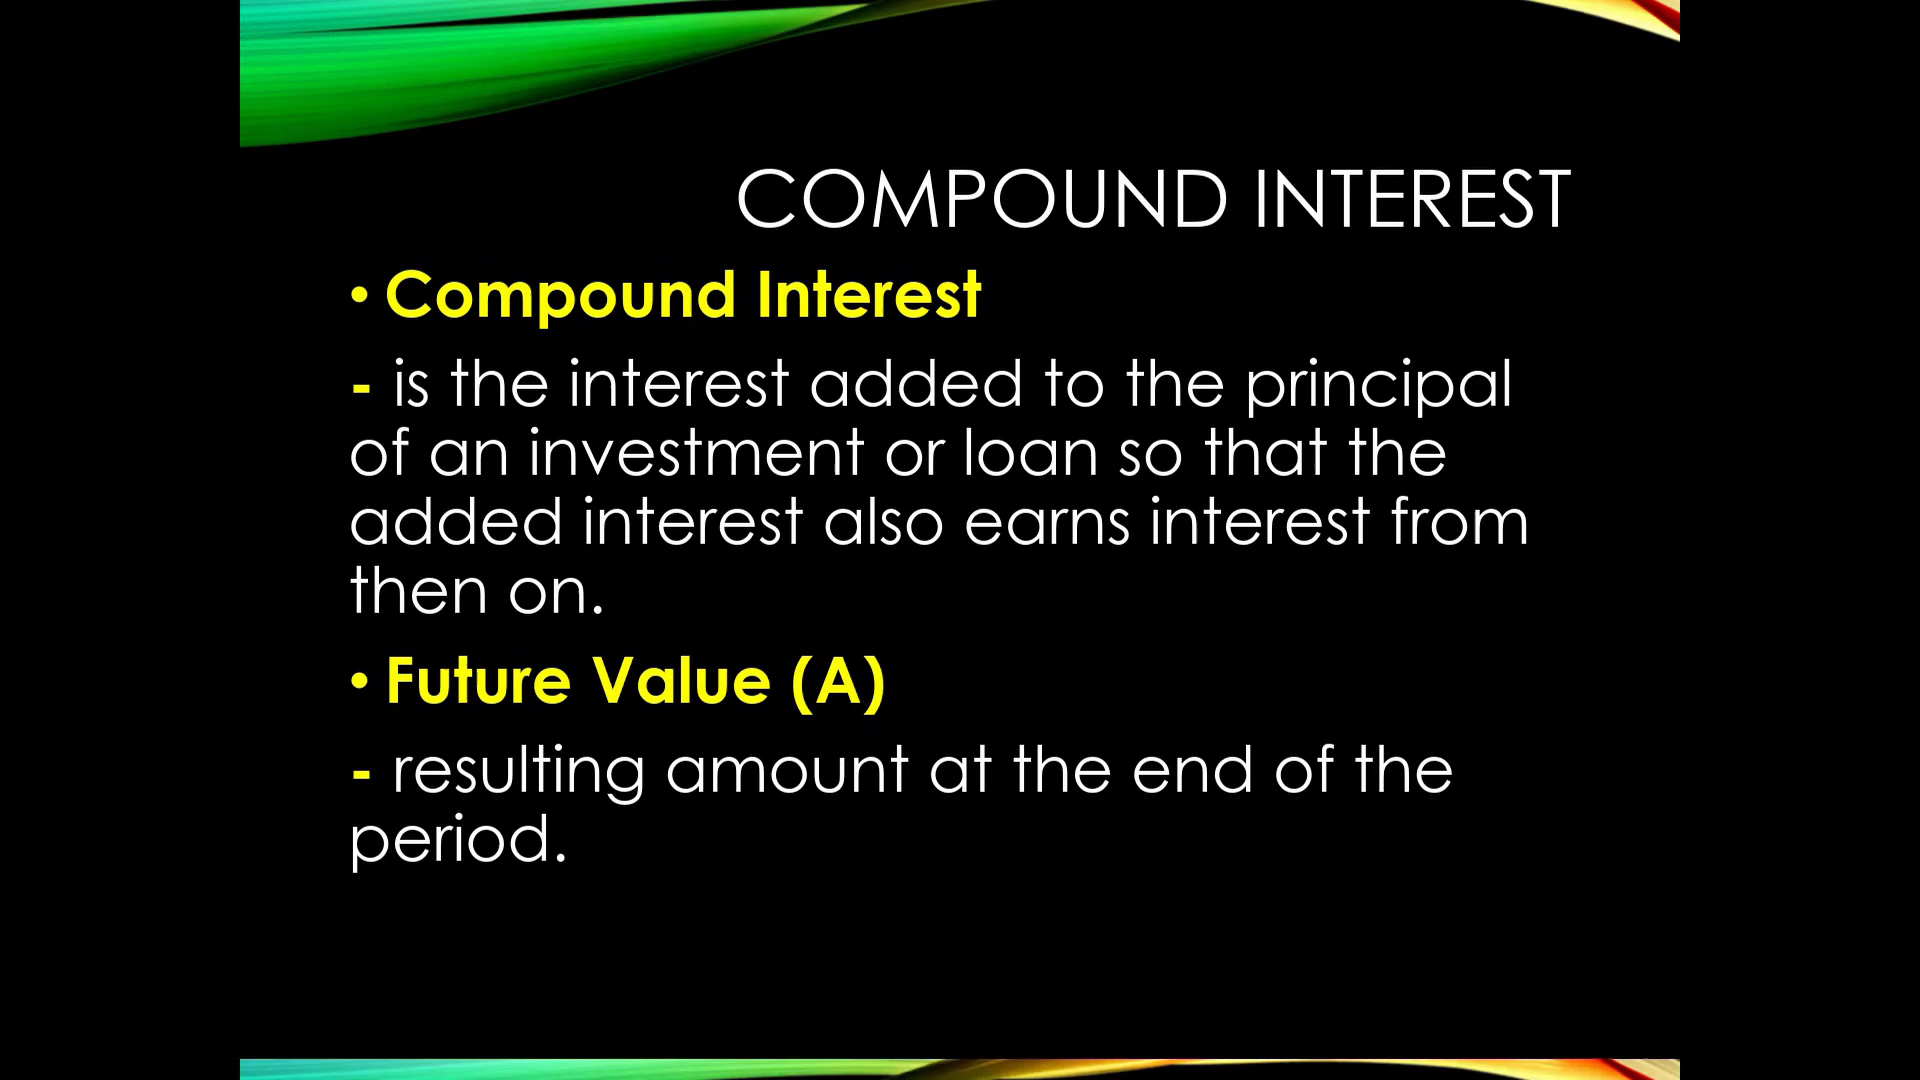 COMPOUND INTEREST
• Compound Interest
- is the interest added to the principal
of an investment or loan so that the
added interest also earns interest from
then on.
• Future Value (A)
- resulting amount at the end of the
period.